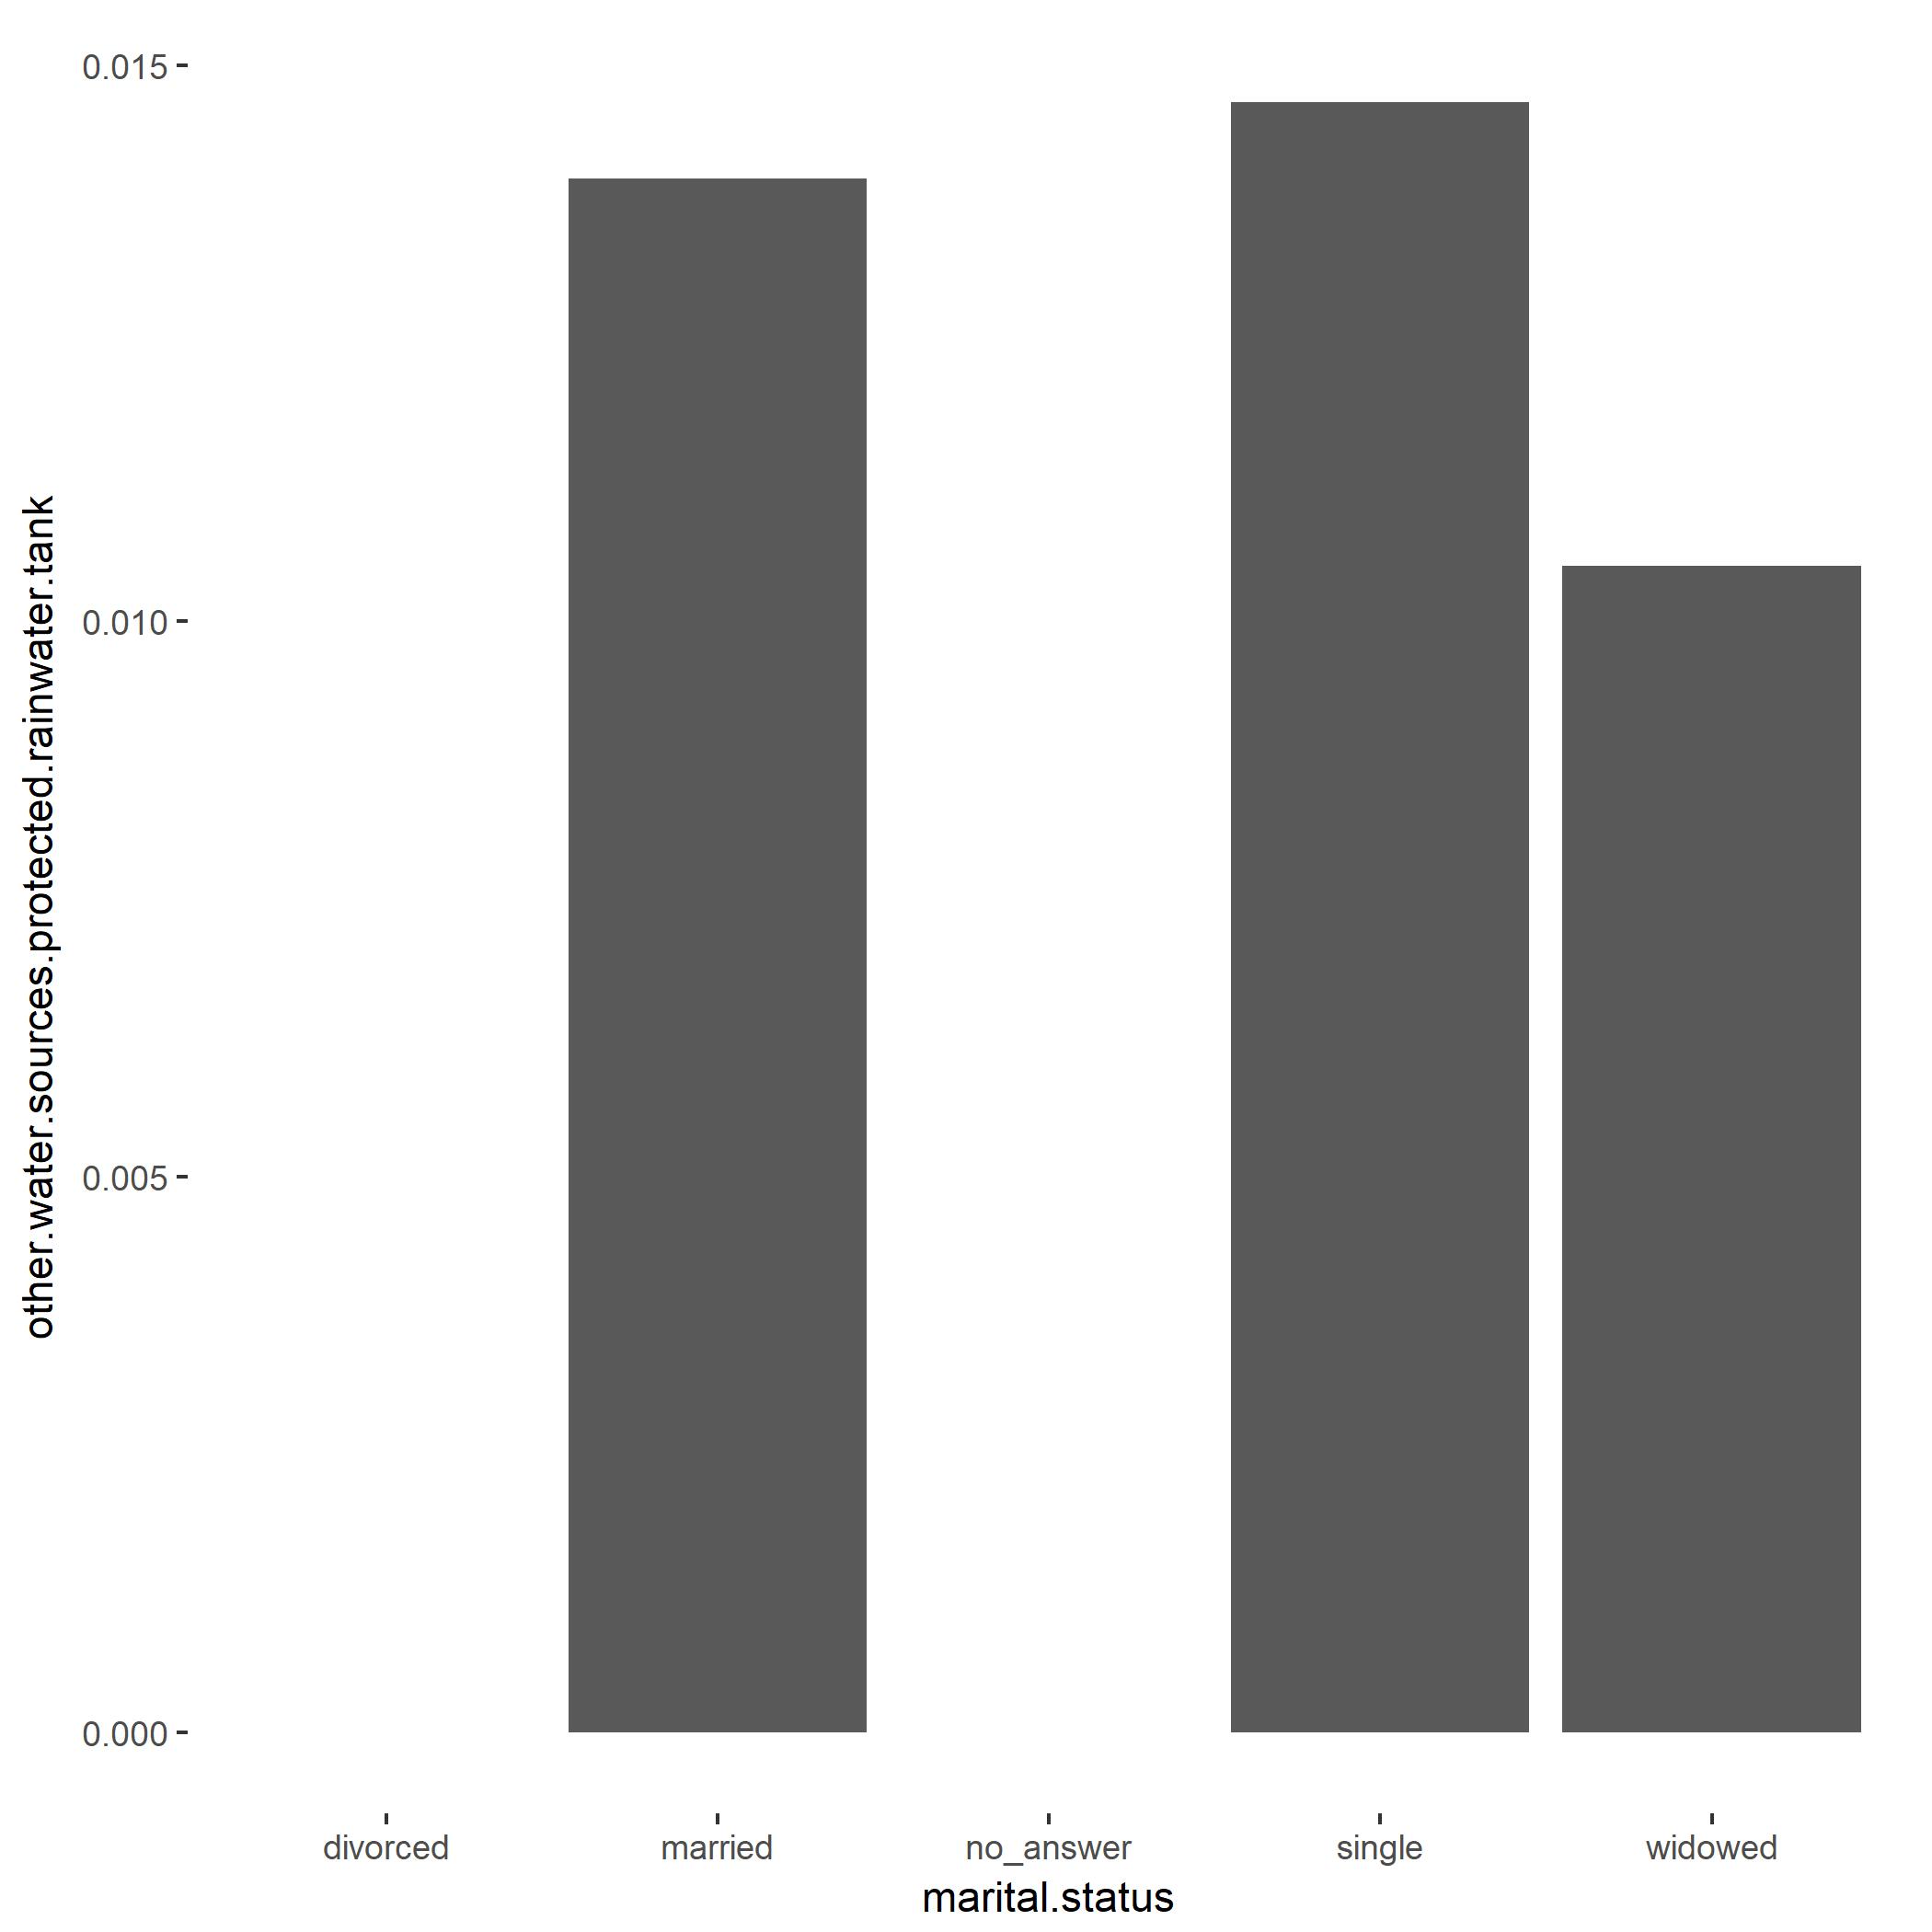 other.water.sources.protected.rainwater.tank
0.015
0.010
0.005
0.000
divorced married no_answer single widowed
marital.status